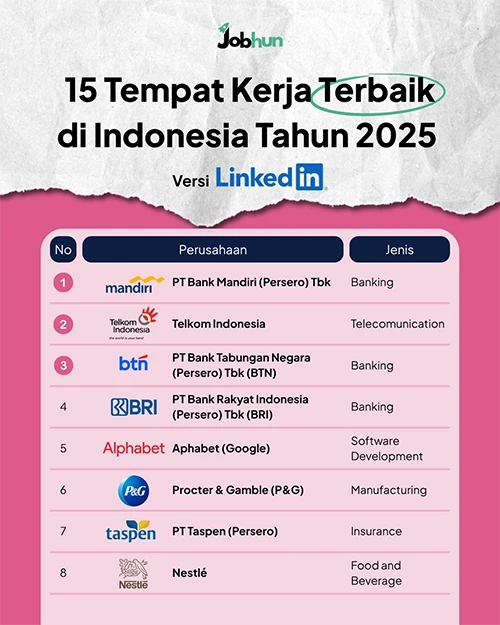 Jobhun
15 Tempat Kerja Terbaik
di Indonesia Tahun 2025
Versi Linkedin
No Perusahaan Jenis
1 mandiri PT Bank Mandiri (Persero) Tbk Banking
2 Telkom Indonesia the world in your hand Telkom Indonesia Telecomunication
3 btn PT Bank Tabungan Negara (Persero) Tbk (BTN) Banking
4 BRI PT Bank Rakyat Indonesia (Persero) Tbk (BRI) Banking
5 Alphabet Aphabet (Google) Software Development
6 P&G Procter & Gamble (P&G) Manufacturing
7 taspen PT Taspen (Persero) Insurance
8 Nestlé Nestlé Food and Beverage